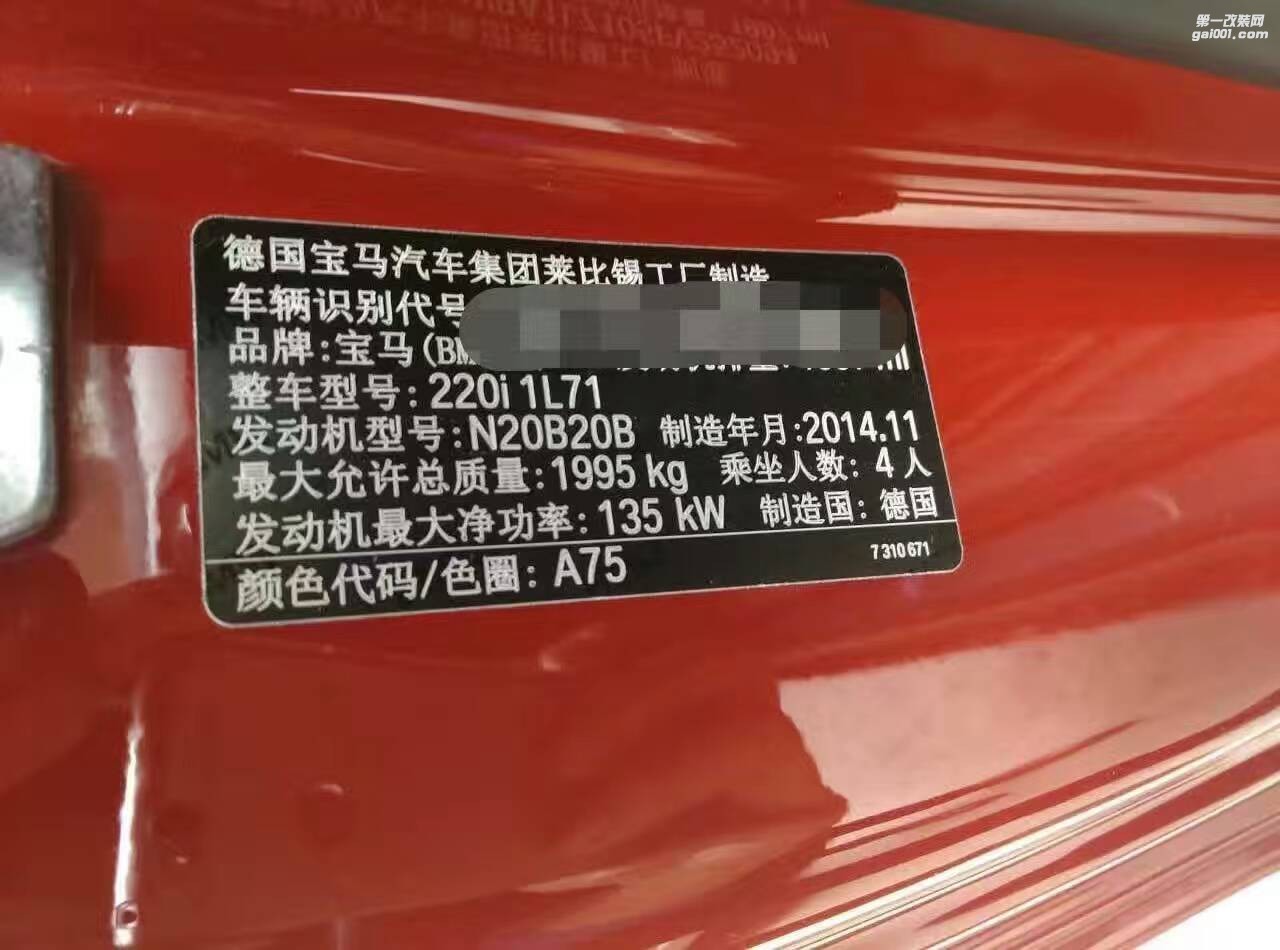 第一改装网
gai001.com
德国宝马汽车集团莱比锡工厂制造
车辆识别代号
品牌:宝马(BM
整车型号:220i 1L71
发动机型号:N20B20B 制造年月:2014.11
最大允许总质量:1995 kg 乘坐人数:4人
发动机最大净功率:135 kW 制造国:德国
颜色代码/色圈:A75 7310671